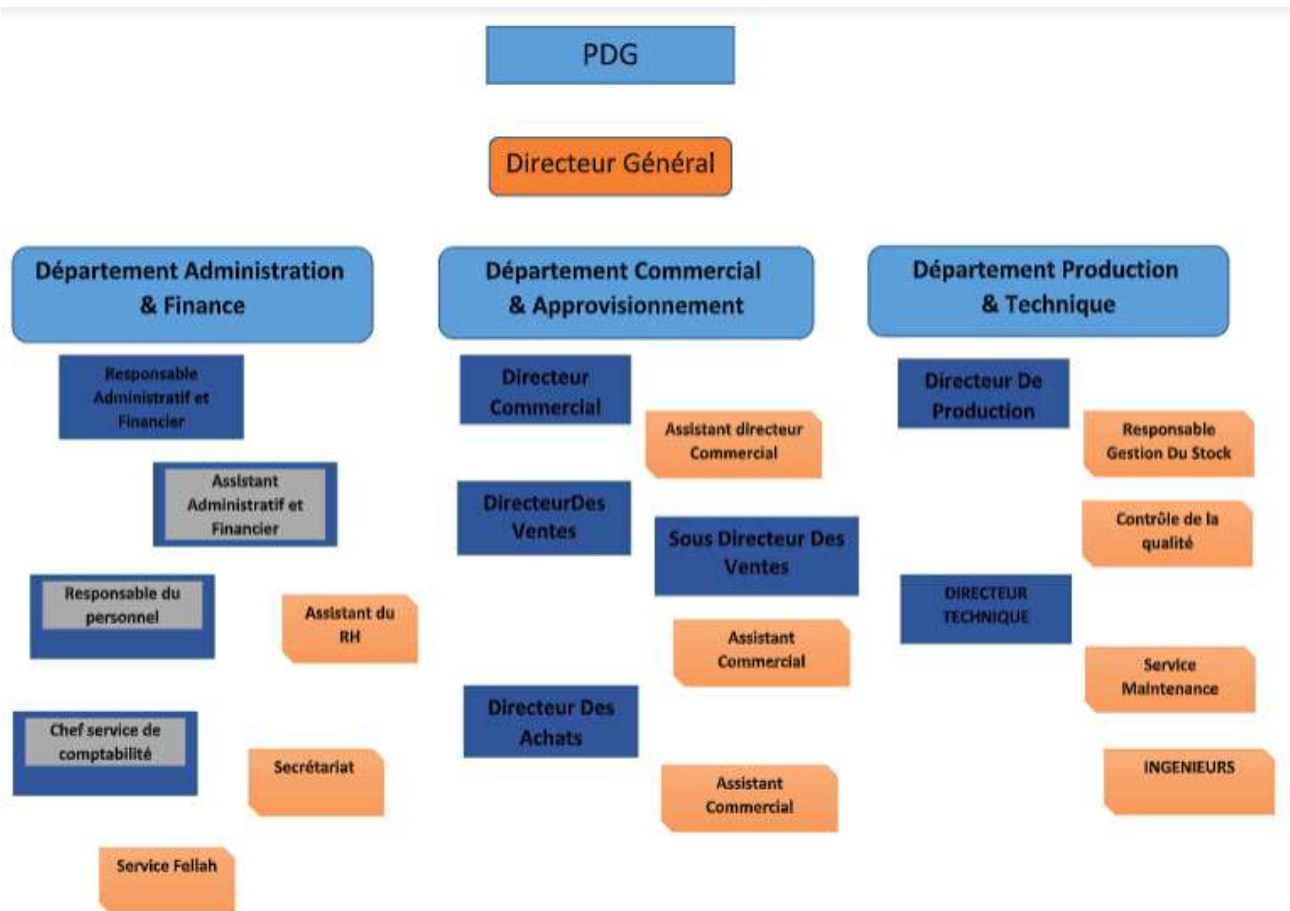 PDG
Directeur Général
Département Administration
& Finance
Responsable
Administratif et
Financier
Assistant
Administratif et
Financier
Responsable du
personnel
Assistant du
RH
Chef service de
comptabilité
Secrétariat
Service Fellah
Département Commercial
& Approvisionnement
Directeur
Commercial
Assistant directeur
Commercial
DirecteurDes
Ventes
Sous Directeur Des
Ventes
Assistant
Commercial
Directeur Des
Achats
Assistant
Commercial
Département Production
& Technique
Directeur De
Production
Responsable
Gestion Du Stock
Contrôle de la
qualité
DIRECTEUR
TECHNIQUE
Service
Maintenance
INGENIEURS